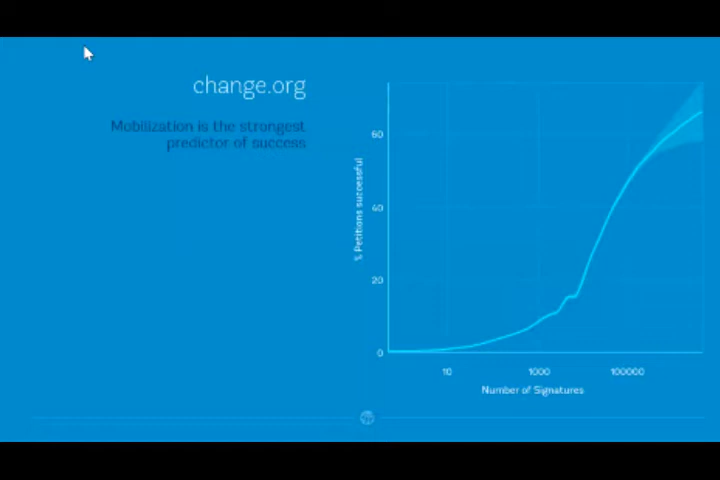 change.org
Mobilization is the strongest
predictor of success
% Petitions successful
60
40
20
0
10
1000
100000
Number of Signatures